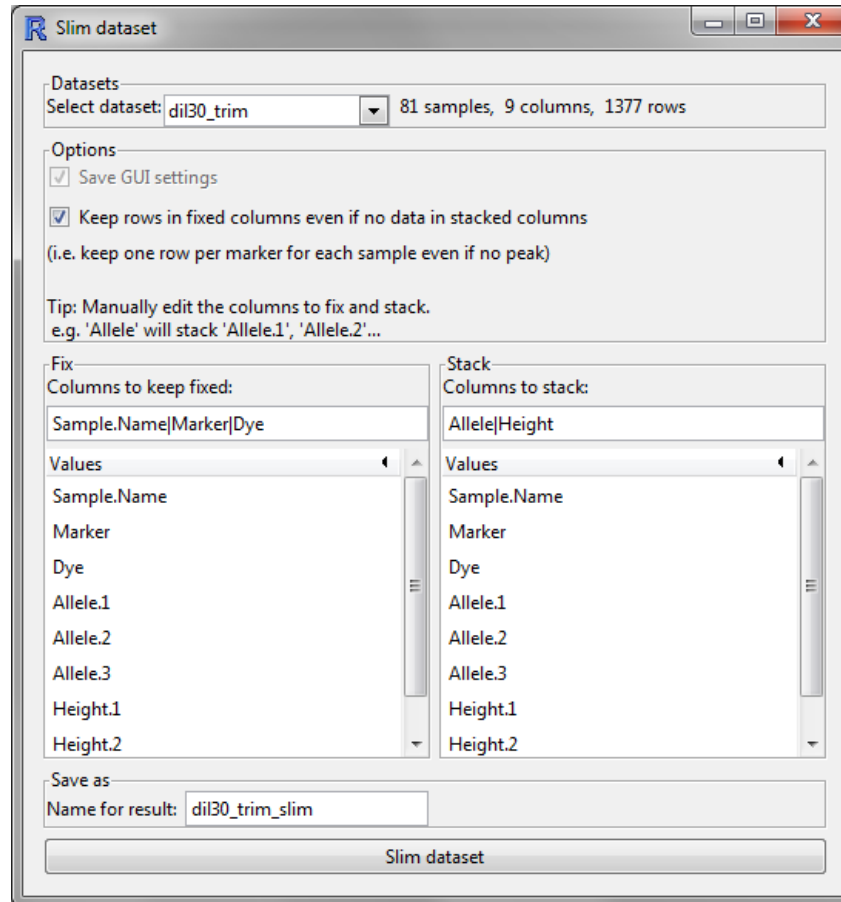 Slim dataset
Datasets
Select dataset: dil30_trim 81 samples, 9 columns, 1377 rows
Options
Save GUI settings
Keep rows in fixed columns even if no data in stacked columns
(i.e. keep one row per marker for each sample even if no peak)
Tip: Manually edit the columns to fix and stack.
e.g. 'Allele' will stack 'Allele.1', 'Allele.2'...
Fix
Columns to keep fixed:
Sample.Name|Marker|Dye
Values
Sample.Name
Marker
Dye
Allele.1
Allele.2
Allele.3
Height.1
Height.2
Stack
Columns to stack:
Allele|Height
Values
Sample.Name
Marker
Dye
Allele.1
Allele.2
Allele.3
Height.1
Height.2
Save as
Name for result: dil30_trim_slim
Slim dataset